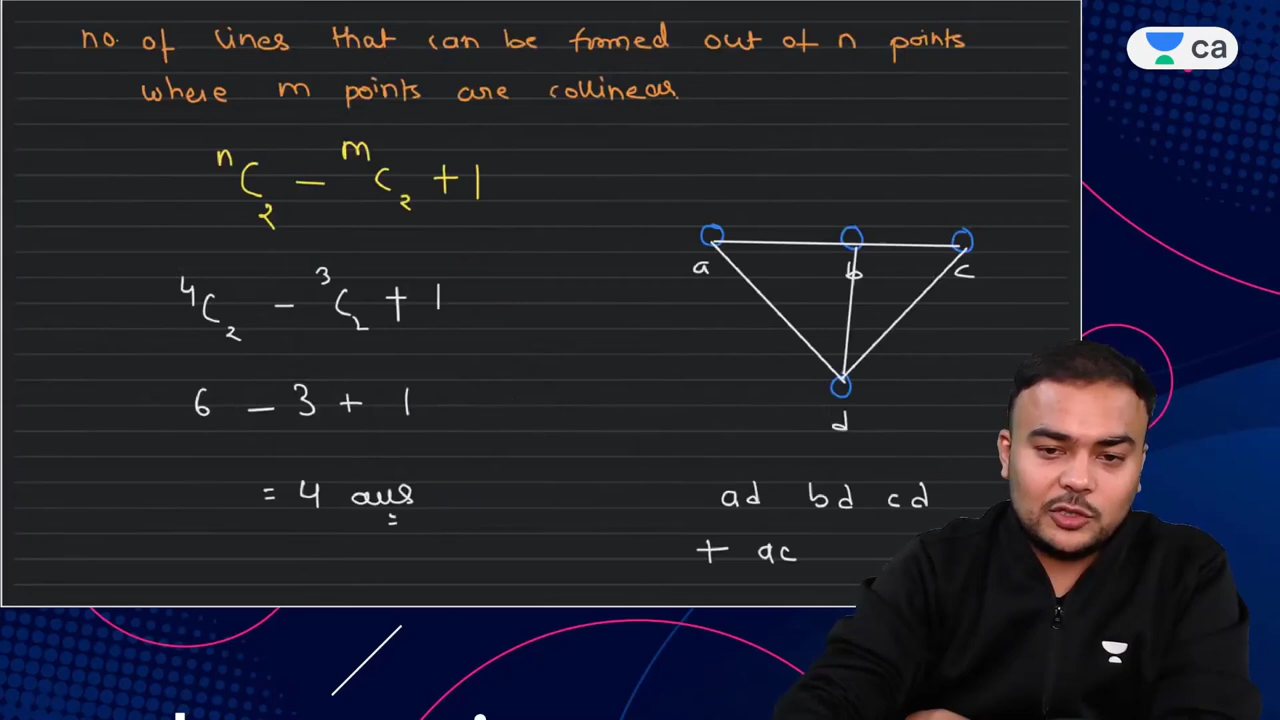 no. of lines that can be formed out of n points
where m points are collinear
ⁿC₂ – ᵐC₂ + 1
⁴C₂ – ³C₂ + 1
6 – 3 + 1
= 4 ans
a b c
d
ad bd cd
+ ac
ca